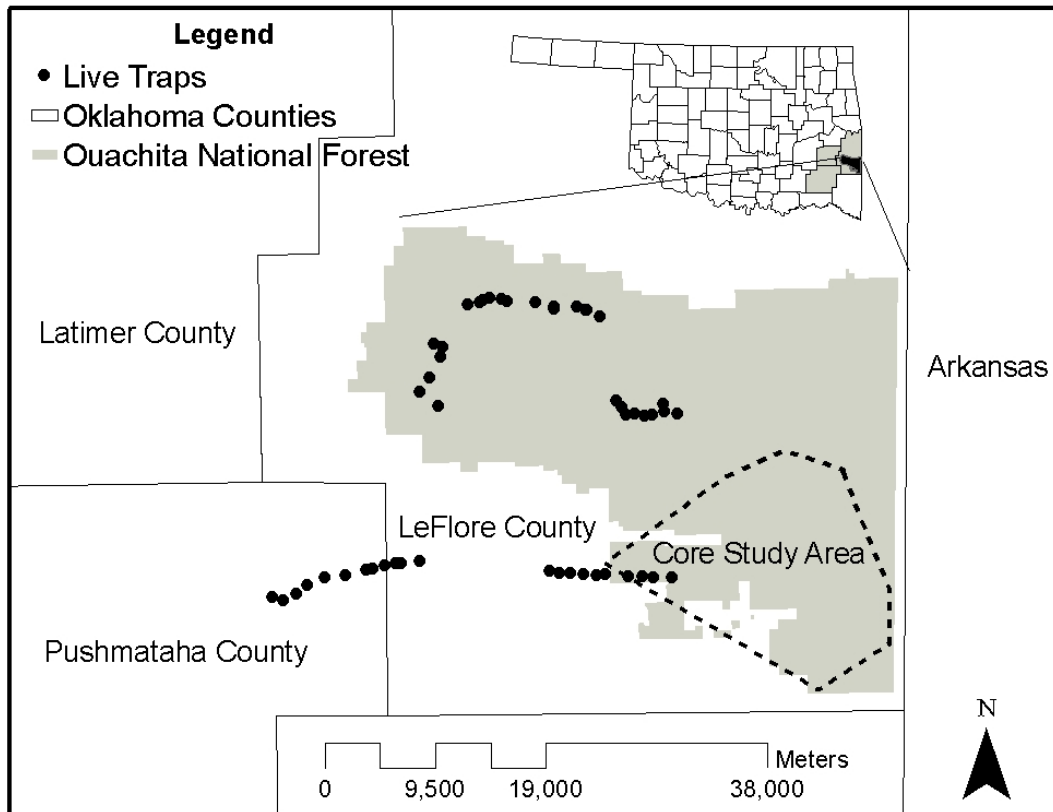 Legend
Live Traps
Oklahoma Counties
Ouachita National Forest
Latimer County
Arkansas
LeFlore County
Core Study Area
Pushmataha County
N
Meters
0 9,500 19,000 38,000